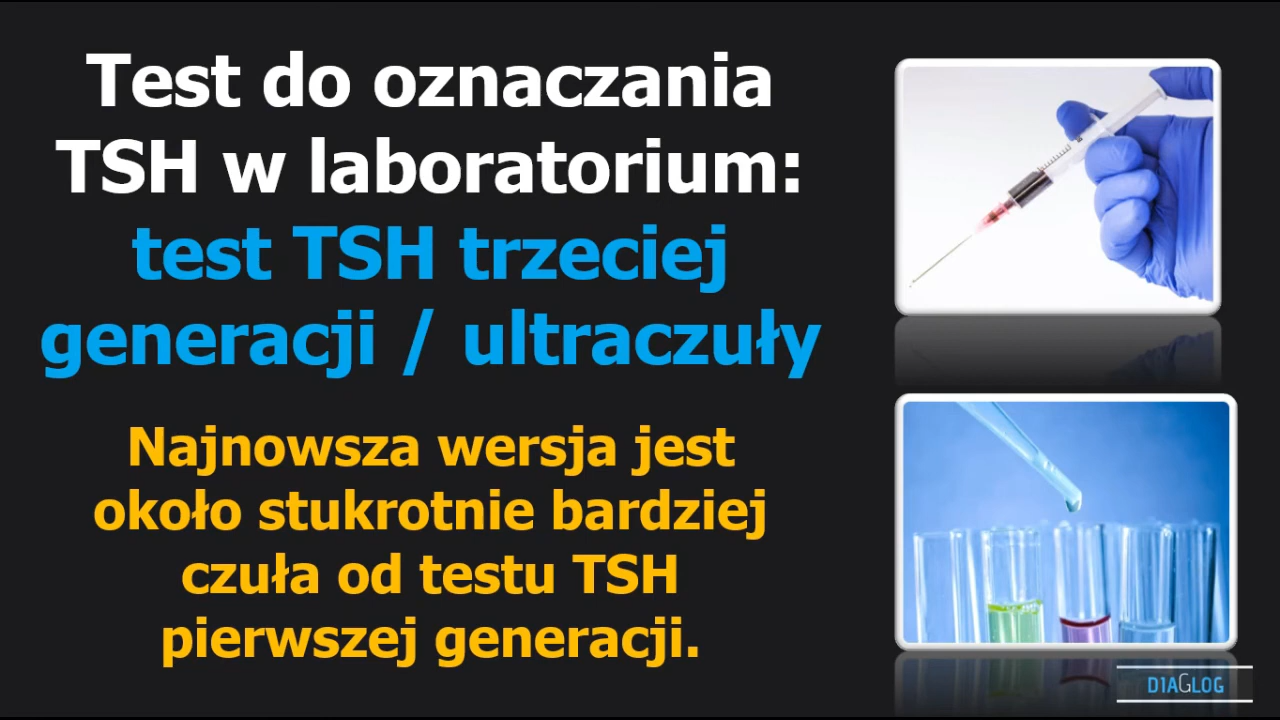 Test do oznaczania
TSH w laboratorium:
test TSH trzeciej
generacji / ultraczuły
Najnowsza wersja jest
około stukrotnie bardziej
czuła od testu TSH
pierwszej generacji.
DIAGLOG